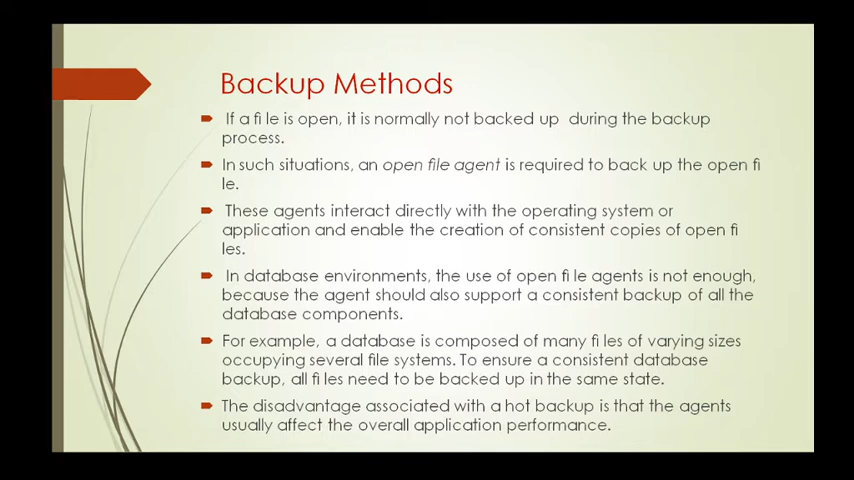 Backup Methods
If a fi le is open, it is normally not backed up during the backup
process.
In such situations, an open file agent is required to back up the open fi
le.
These agents interact directly with the operating system or
application and enable the creation of consistent copies of open fi
les.
In database environments, the use of open fi le agents is not enough,
because the agent should also support a consistent backup of all the
database components.
For example, a database is composed of many fi les of varying sizes
occupying several file systems. To ensure a consistent database
backup, all fi les need to be backed up in the same state.
The disadvantage associated with a hot backup is that the agents
usually affect the overall application performance.